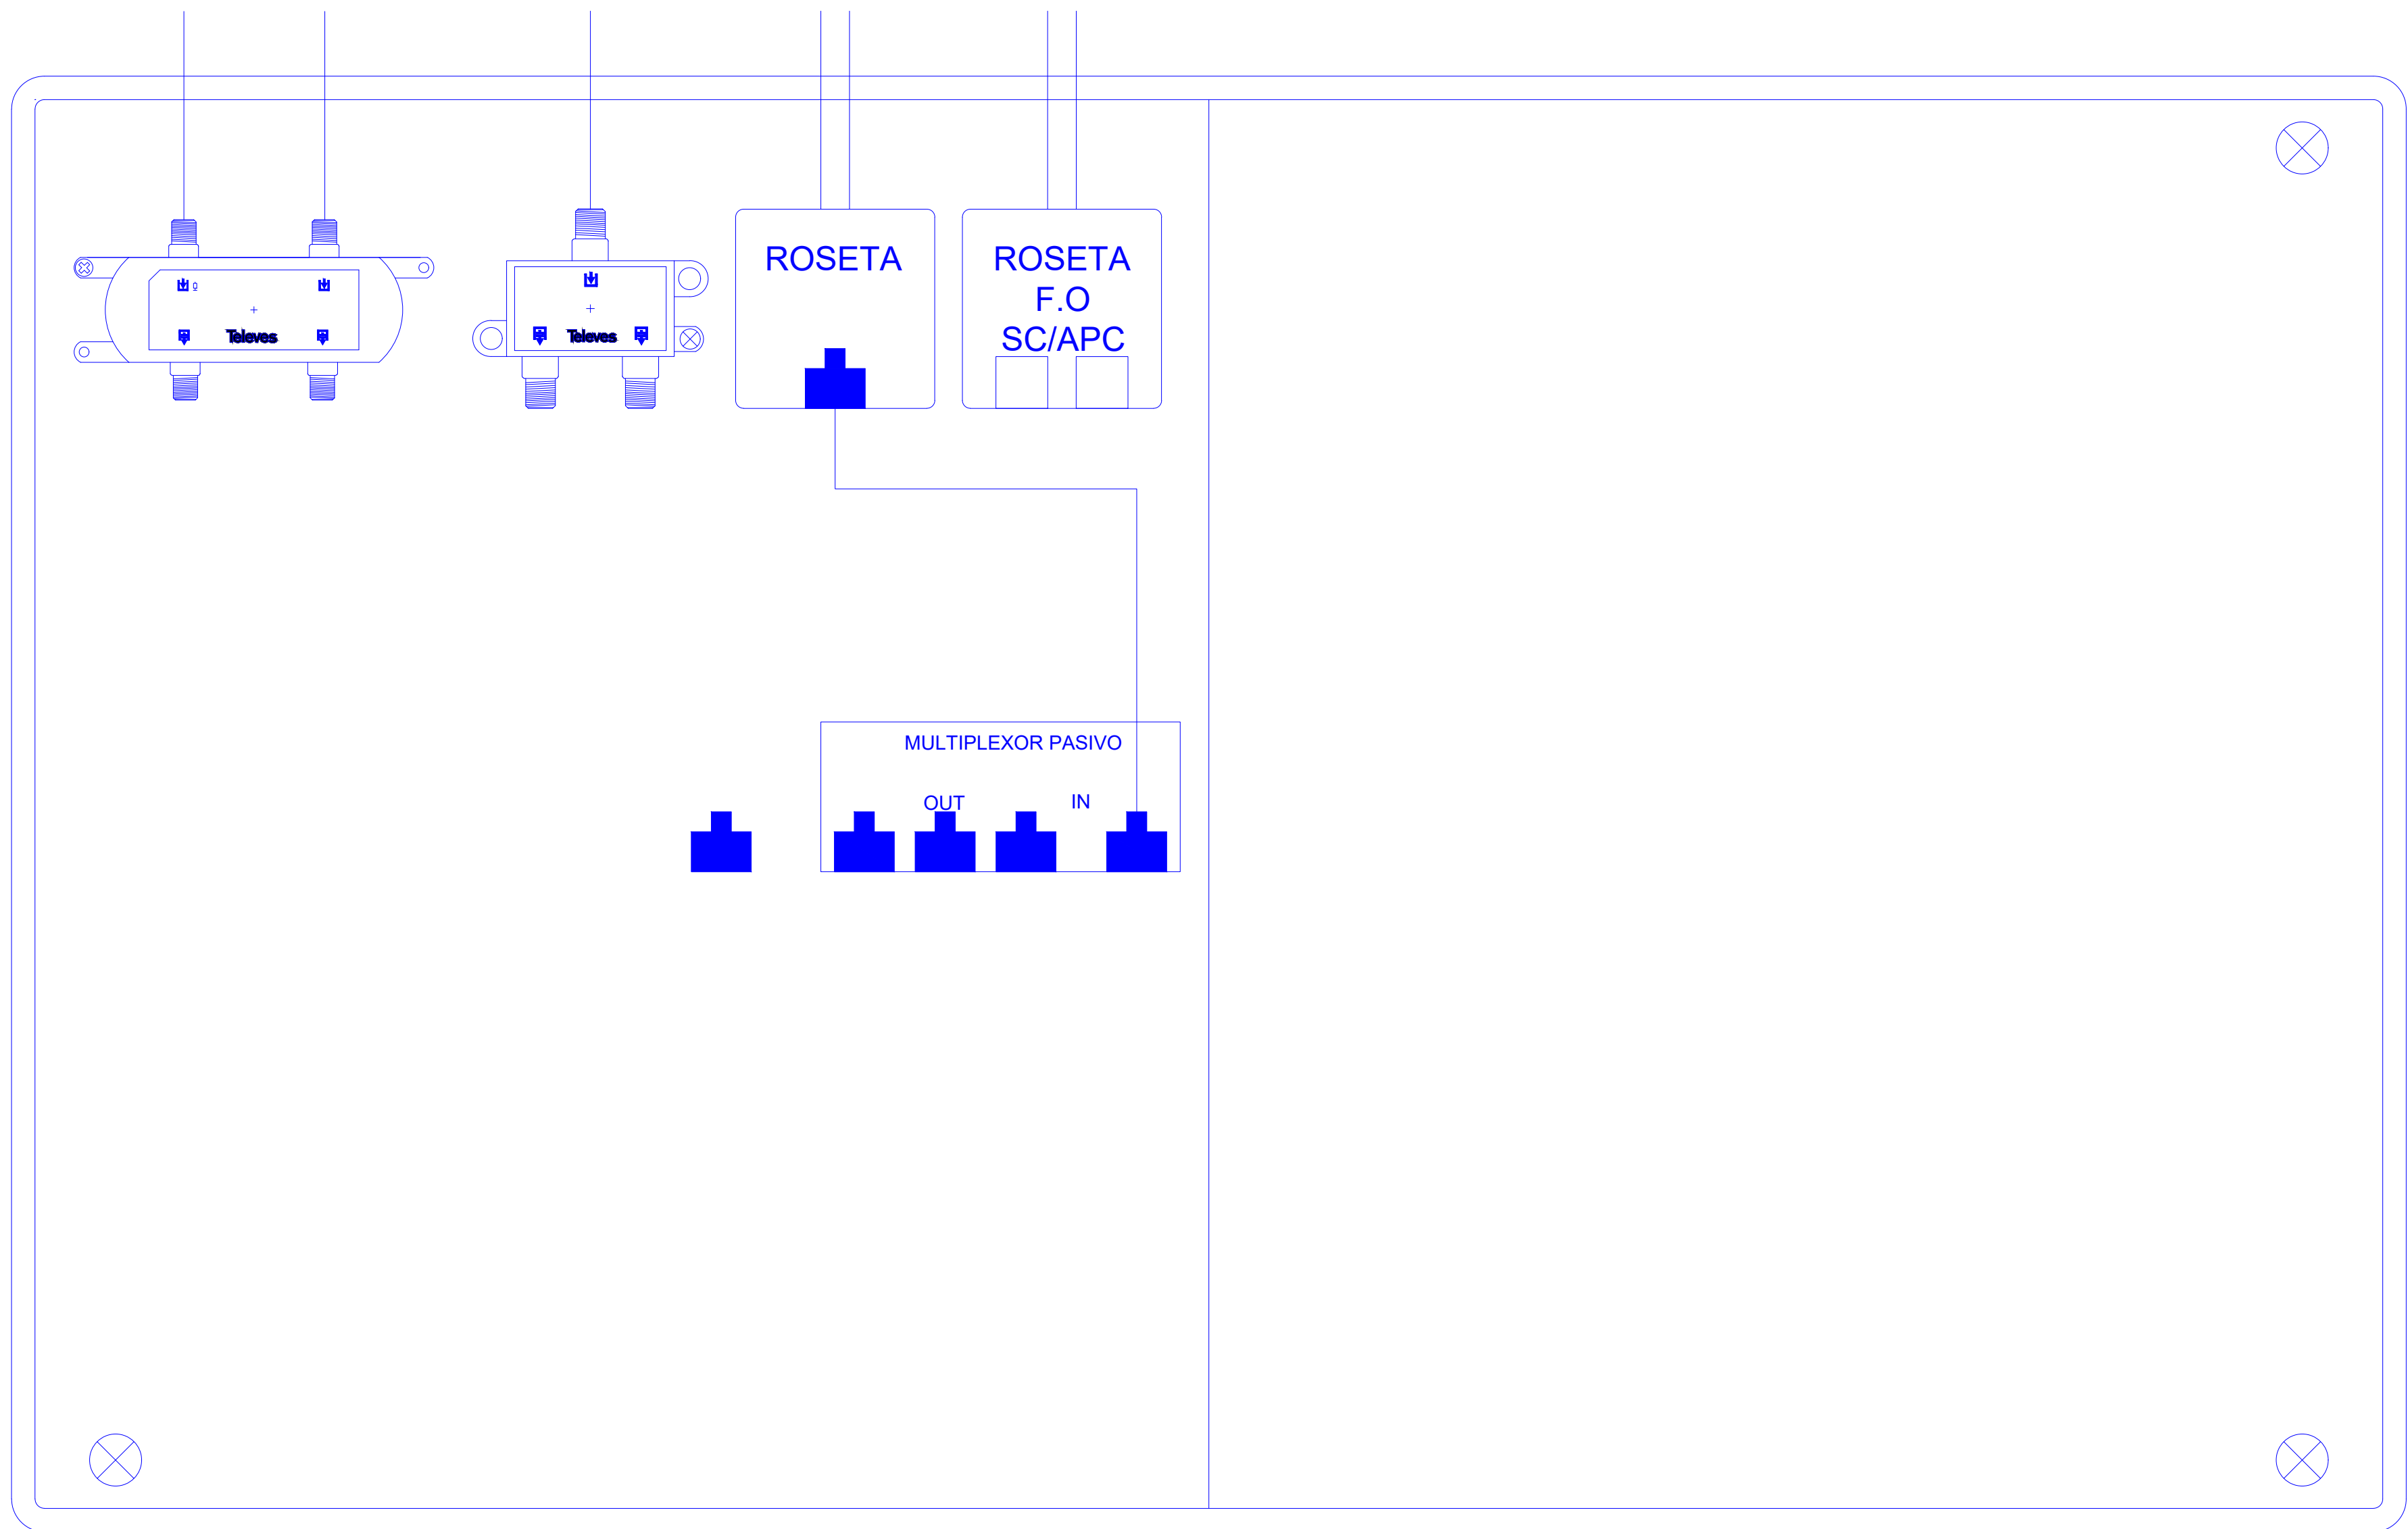 Televes
Televes
ROSETA
ROSETA
F.O
SC/APC
MULTIPLEXOR PASIVO
OUT
IN